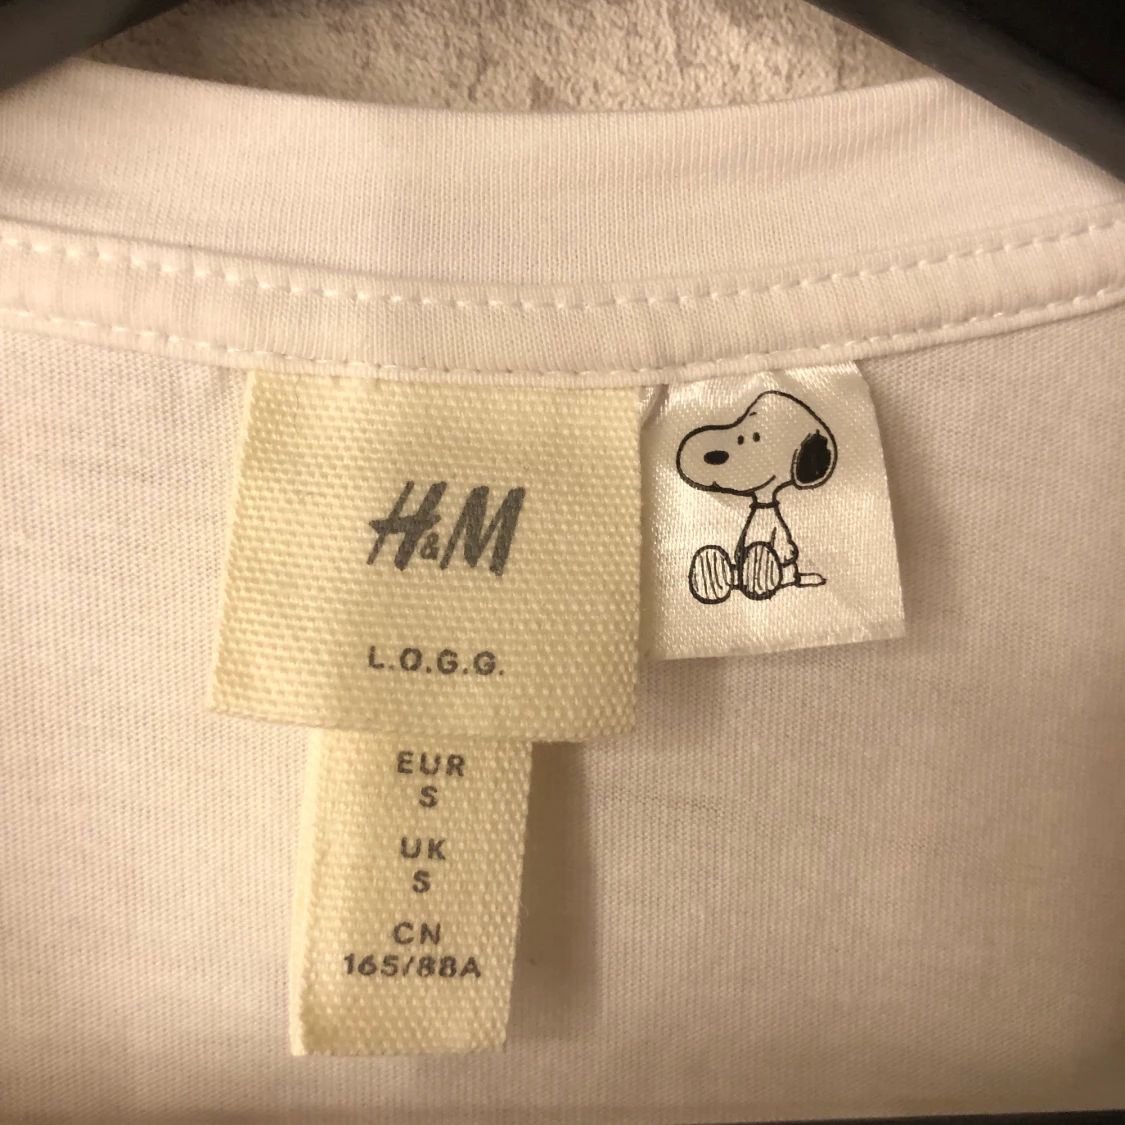 H&M
L.O.G.G.
EUR
S
UK
S
CN
165/88A